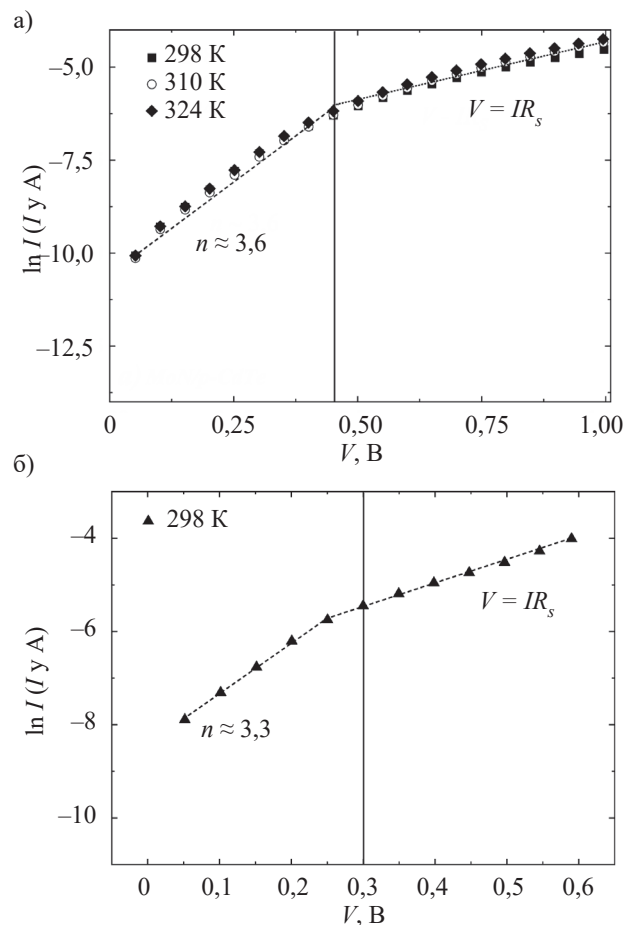 а)
298 К
310 К
324 К
V = IRs
n ≈ 3,6
ln I (I у А)
–5,0
–7,5
–10,0
–12,5
0
0,25
0,50
0,75
1,00
V, В
б)
298 К
V = IRs
n ≈ 3,3
ln I (I у А)
–4
–6
–8
–10
0
0,1
0,2
0,3
0,4
0,5
0,6
V, В